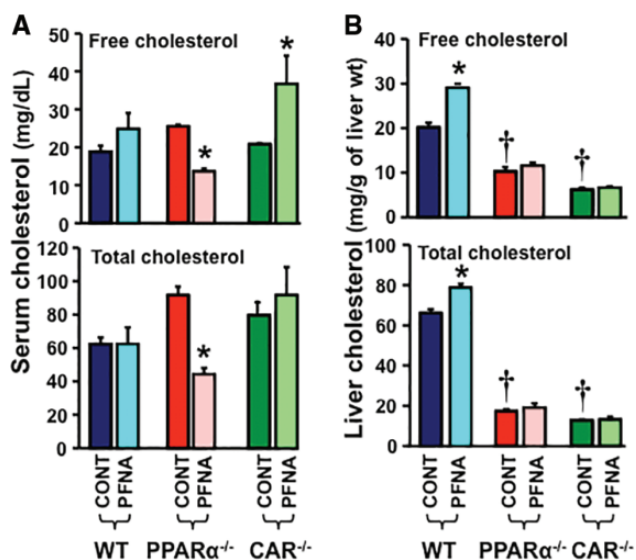 A
Free cholesterol
50
40
30
20
10
0
*
*
Total cholesterol
120
100
80
60
40
20
0
*
Serum cholesterol (mg/dL)
CONT
PFNA
CONT
PFNA
CONT
PFNA
WT PPARα-/- CAR-/-
B
Free cholesterol
40
30
20
10
0
*
†
†
Total cholesterol
80
60
40
20
0
*
†
†
Liver cholesterol (mg/g of liver wt)
CONT
PFNA
CONT
PFNA
CONT
PFNA
WT PPARα-/- CAR-/-